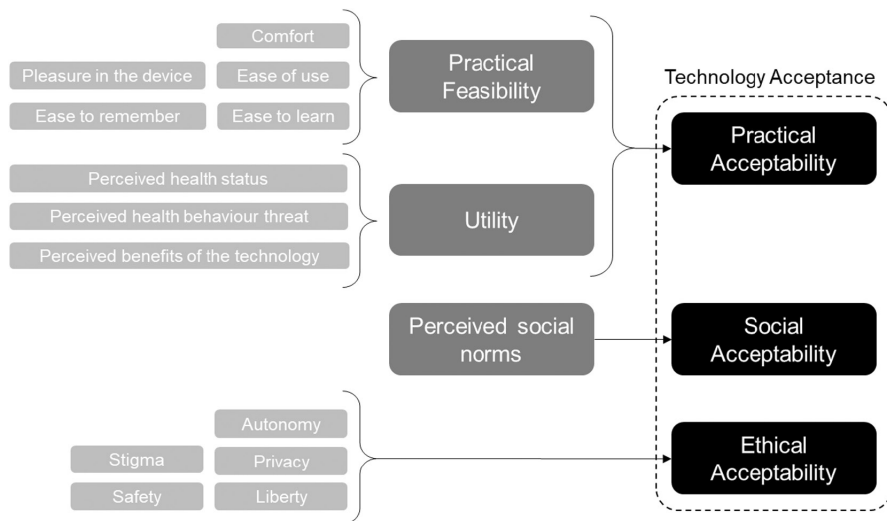 Comfort
Pleasure in the device
Ease of use
Ease to remember
Ease to learn
Perceived health status
Perceived health behaviour threat
Perceived benefits of the technology
Practical
Feasibility
Utility
Perceived social
norms
Autonomy
Stigma
Privacy
Safety
Liberty
Technology Acceptance
Practical
Acceptability
Social
Acceptability
Ethical
Acceptability